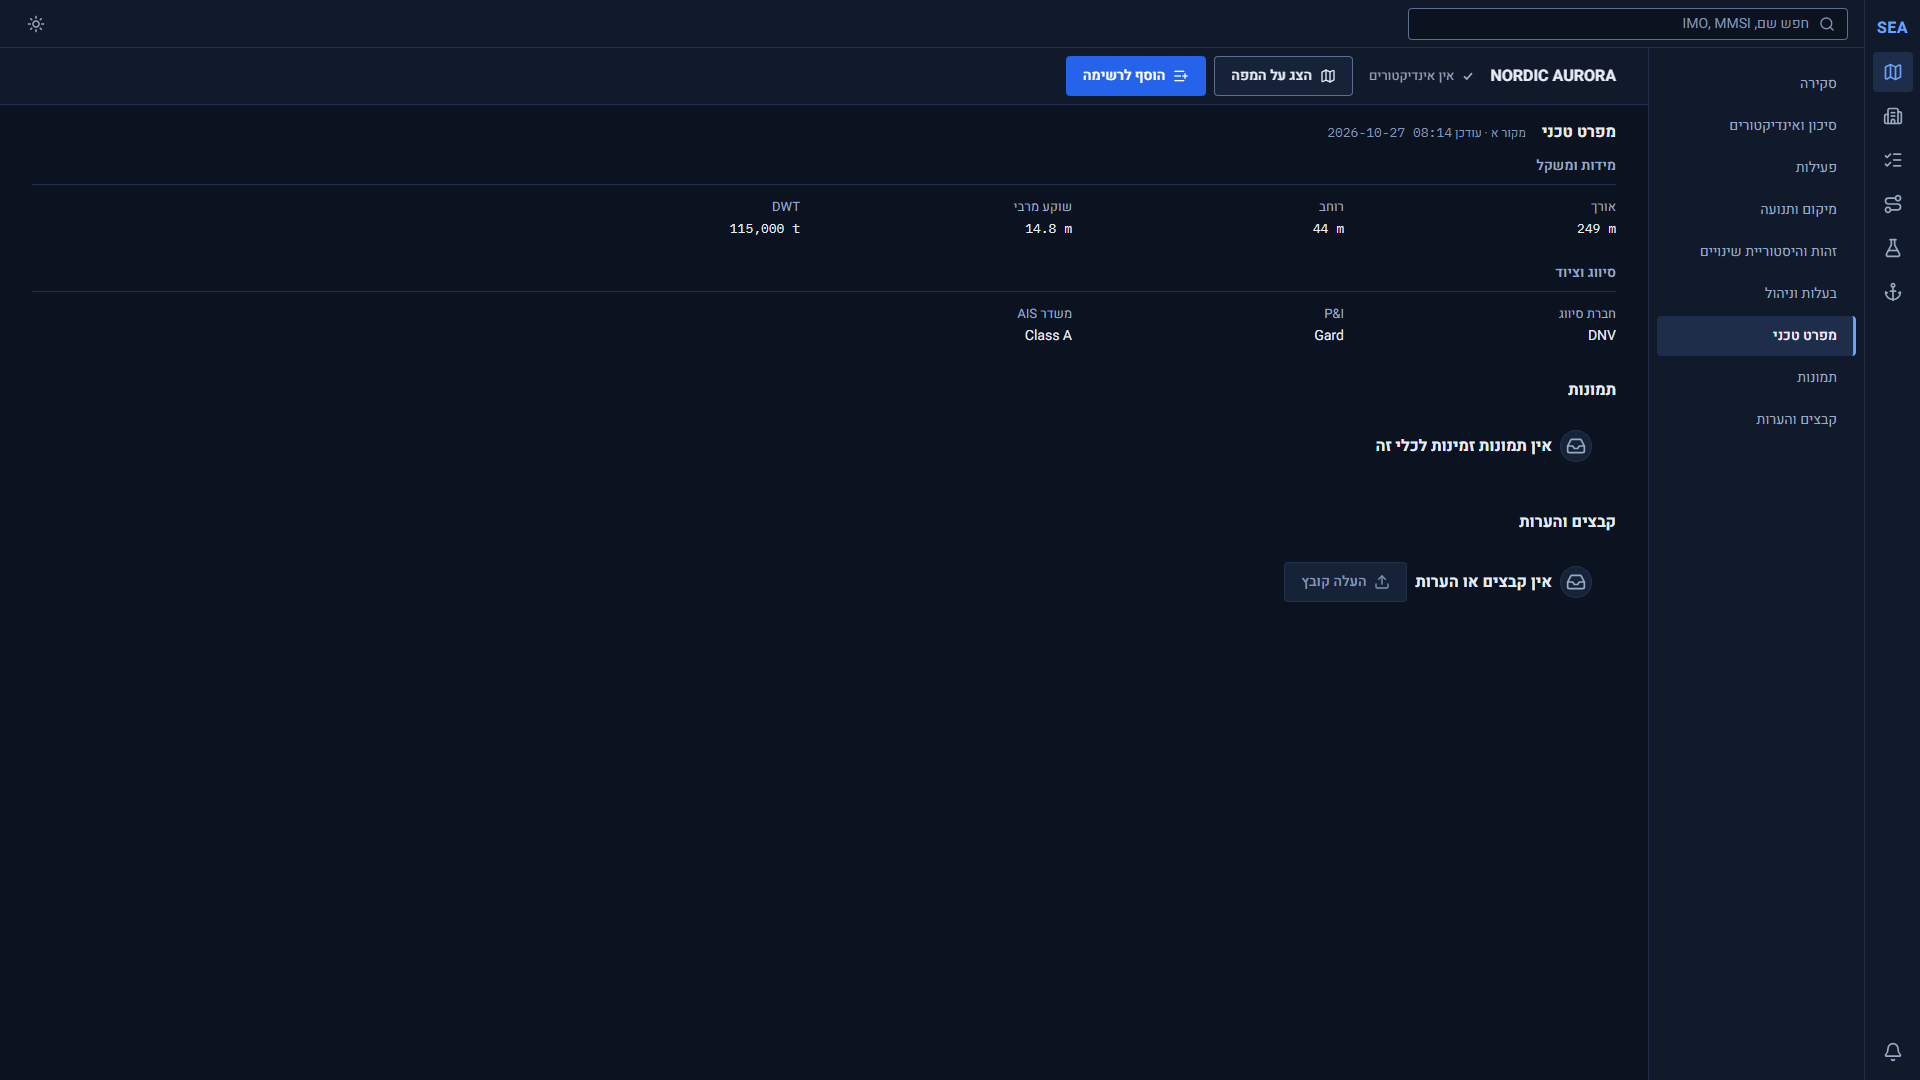 SEA
חפש שם, IMO, MMSI
סקירה
סיכון ואינדיקטורים
פעילות
מיקום ותנועה
זהות והיסטוריית שינויים
בעלות וניהול
מפרט טכני
תמונות
קבצים והערות
NORDIC AURORA
אין אינדיקטורים
הצג על המפה
הוסף לרשימה
מפרט טכני מקור א · עודכן 2026-10-27 08:14
מידות ומשקל
אורך רוחב שוקע מרבי DWT
249 m 44 m 14.8 m 115,000 t
סיווג וציוד
חברת סיווג P&I משדר AIS
DNV Gard Class A
תמונות
אין תמונות זמינות לכלי זה
קבצים והערות
אין קבצים או הערות העלה קובץ